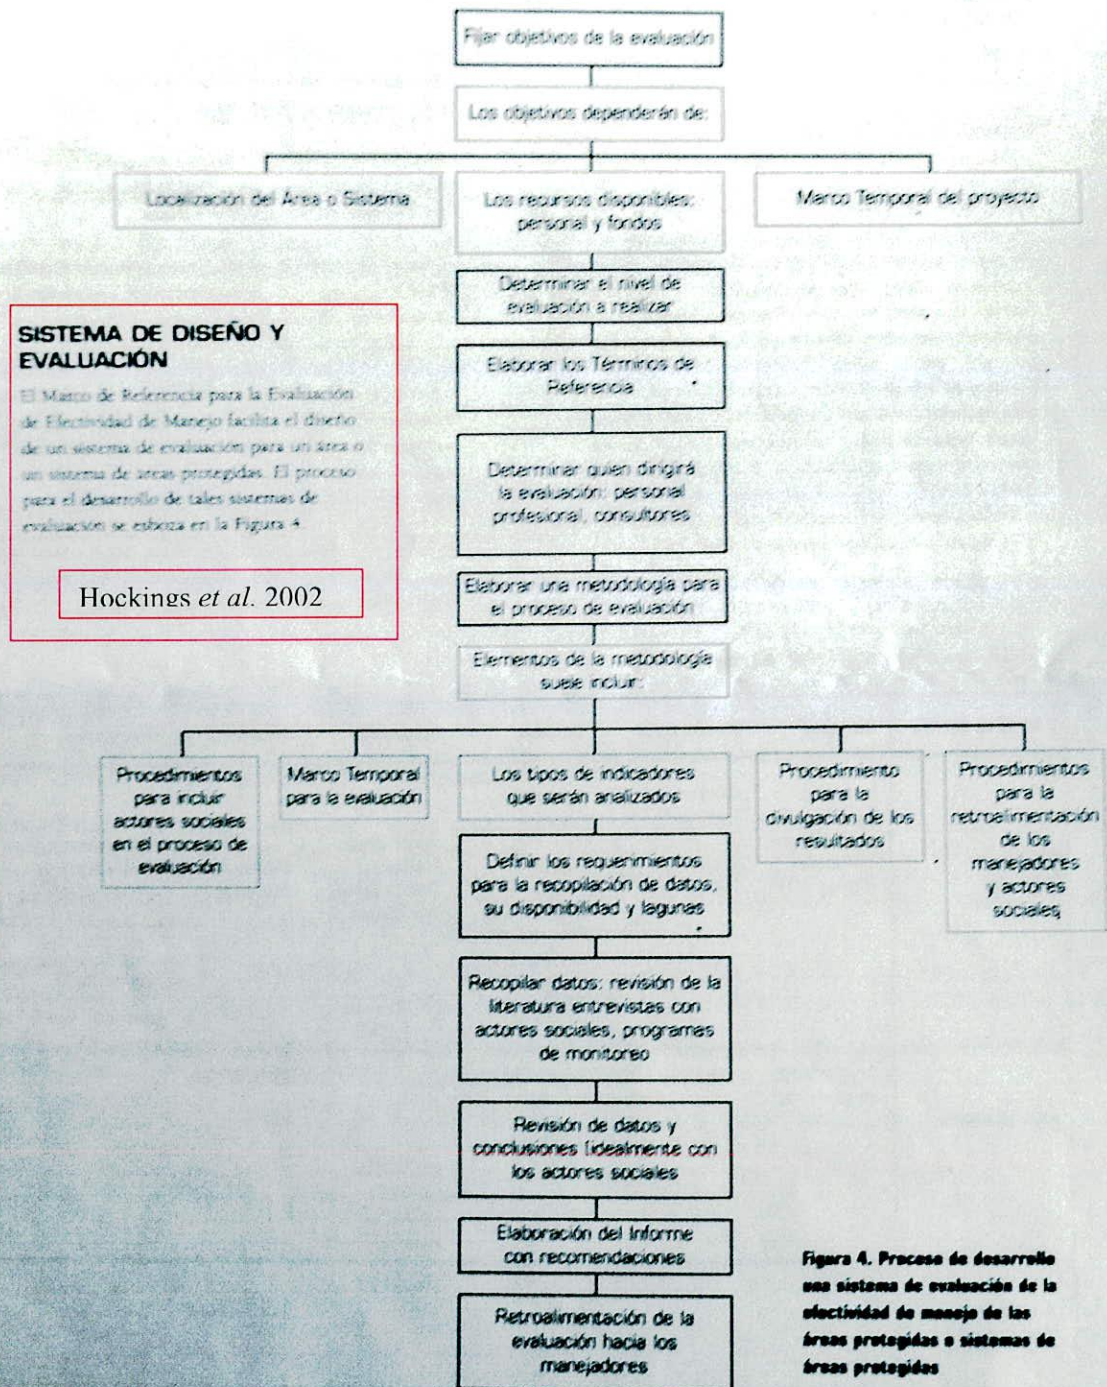 Fijar objetivos de la evaluación
Los objetivos dependerán de:
Localización del Area o Sistema
Los recursos disponibles:
personal y fondos
Marco Temporal del proyecto
Determinar el nivel de
evaluación a realizar
Elaborar los Términos de
Referencia
Determinar quien dirigirá
la evaluación: personal
profesional, consultores
Elaborar una metodología para
el proceso de evaluación
Elementos de la metodología
suele incluir:
SISTEMA DE DISEÑO Y
EVALUACIÓN
El Marco de Referencia para la Evaluación
de Efectividad de Manejo facilita el diseño
de un sistema de evaluación para un área o
un sistema de areas protegidas. El proceso
para el desarrollo de tales sistemas de
evaluación se esboza en la Figura 4
Hockings et al. 2002
Procedimientos
para incluir
actores sociales
en el proceso de
evaluación
Marco Temporal
para la evaluación
Los tipos de indicadores
que serán analizados
Procedimiento
para la
divulgación de los
resultados
Procedimientos
para la
retroalimentación
de los
manejadores
y actores
sociales
Definir los requerimientos
para la recopilación de datos,
su disponibilidad y lagunas
Recopilar datos: revisión de la
literatura entrevistas con
actores sociales, programas
de monitoreo
Revisión de datos y
conclusiones (idealmente con
los actores sociales
Elaboración del Informe
con recomendaciones
Retroalimentación de la
evaluación hacia los
manejadores
Figura 4. Proceso de desarrollo
una sistema de evaluación de la
efectividad de manejo de las
áreas protegidas o sistemas de
áreas protegidas